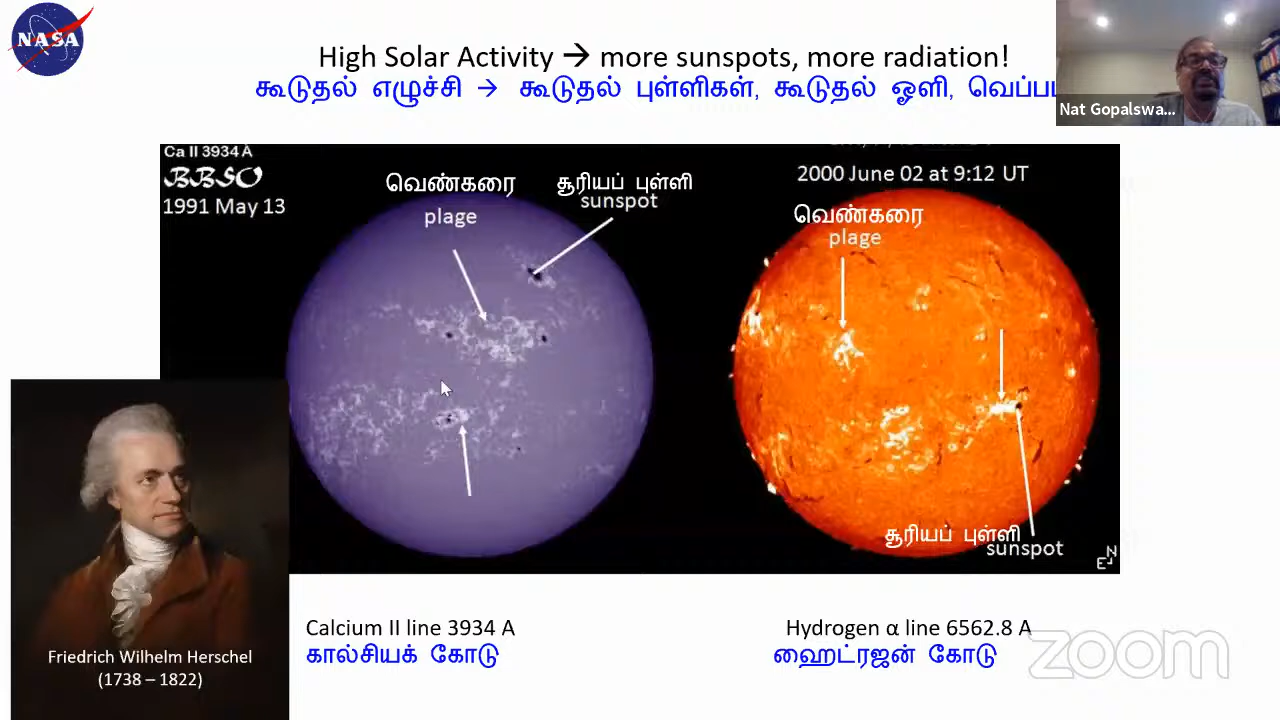 NASA
High Solar Activity → more sunspots, more radiation!
கூடுதல் எழுச்சி → கூடுதல் புள்ளிகள், கூடுதல் ஓளி,
Nat Gopalswa...
Ca II 3934 A
BBSO
1991 May 13
வெண்கரை
plage
சூரியப் புள்ளி
sunspot
2000 June 02 at 9:12 UT
வெண்கரை
plage
சூரியப் புள்ளி
sunspot
N
E
Friedrich Wilhelm Herschel
(1738 – 1822)
Calcium II line 3934 A
கால்சியக் கோடு
Hydrogen α line 6562.8 A
ஹைட்ரஜன் கோடு
zoom